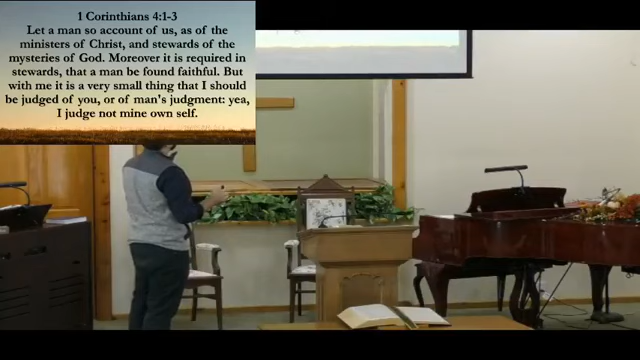 1 Corinthians 4:1-3
Let a man so account of us, as of the
ministers of Christ, and stewards of the
mysteries of God. Moreover it is required in
stewards, that a man be found faithful. But
with me it is a very small thing that I should
be judged of you, or of man's judgment: yea,
I judge not mine own self.